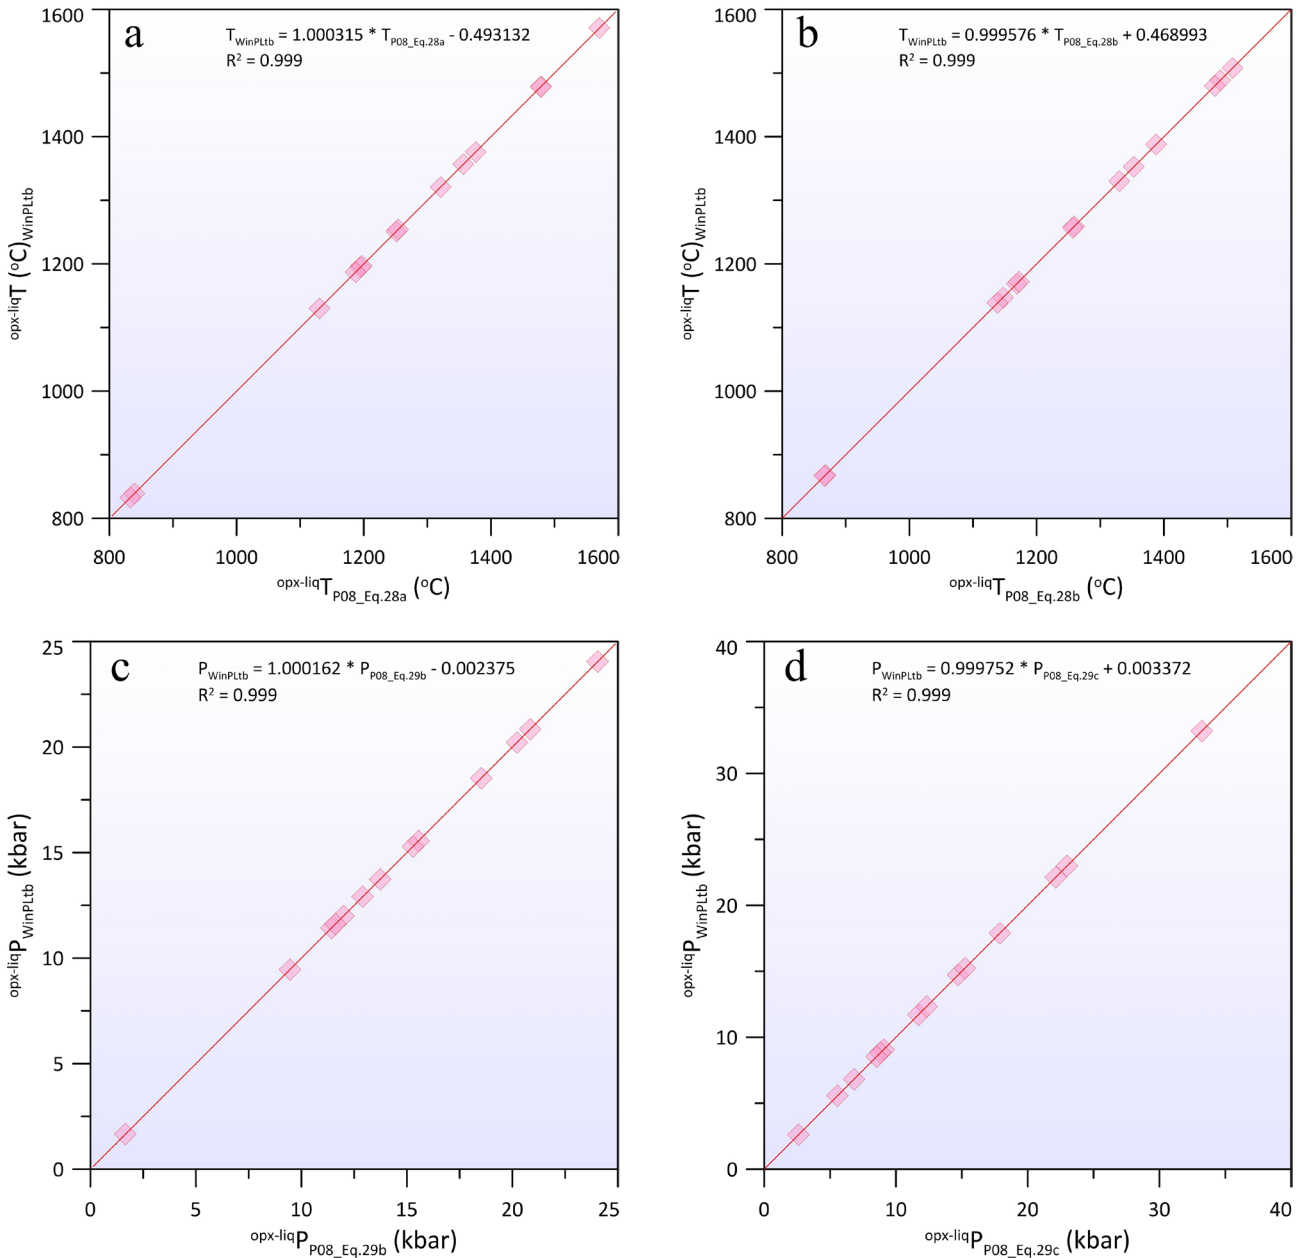 a
T_WinPLtb = 1.000315 * T_P08_Eq.28a - 0.493132
R² = 0.999
1600
1400
1200
1000
800
800 1000 1200 1400 1600
opx-liqT (°C)_WinPLtb
opx-liqT_P08_Eq.28a (°C)
b
T_WinPLtb = 0.999576 * T_P08_Eq.28b + 0.468993
R² = 0.999
1600
1400
1200
1000
800
800 1000 1200 1400 1600
opx-liqT (°C)_WinPLtb
opx-liqT_P08_Eq.28b (°C)
c
P_WinPLtb = 1.000162 * P_P08_Eq.29b - 0.002375
R² = 0.999
25
20
15
10
5
0
0 5 10 15 20 25
opx-liqP_WinPLtb (kbar)
opx-liqP_P08_Eq.29b (kbar)
d
P_WinPLtb = 0.999752 * P_P08_Eq.29c + 0.003372
R² = 0.999
40
30
20
10
0
0 10 20 30 40
opx-liqP_WinPLtb (kbar)
opx-liqP_P08_Eq.29c (kbar)